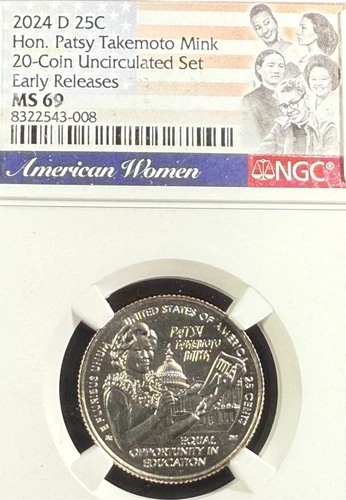 2024 D 25C
Hon. Patsy Takemoto Mink
20-Coin Uncirculated Set
Early Releases
MS 69
8322543-008
American Women
NGC®
UNITED STATES OF AMERICA
PATSY
TAKEMOTO
MINK
E PLURIBUS UNUM
25 CENTS
EQUAL
OPPORTUNITY IN
EDUCATION